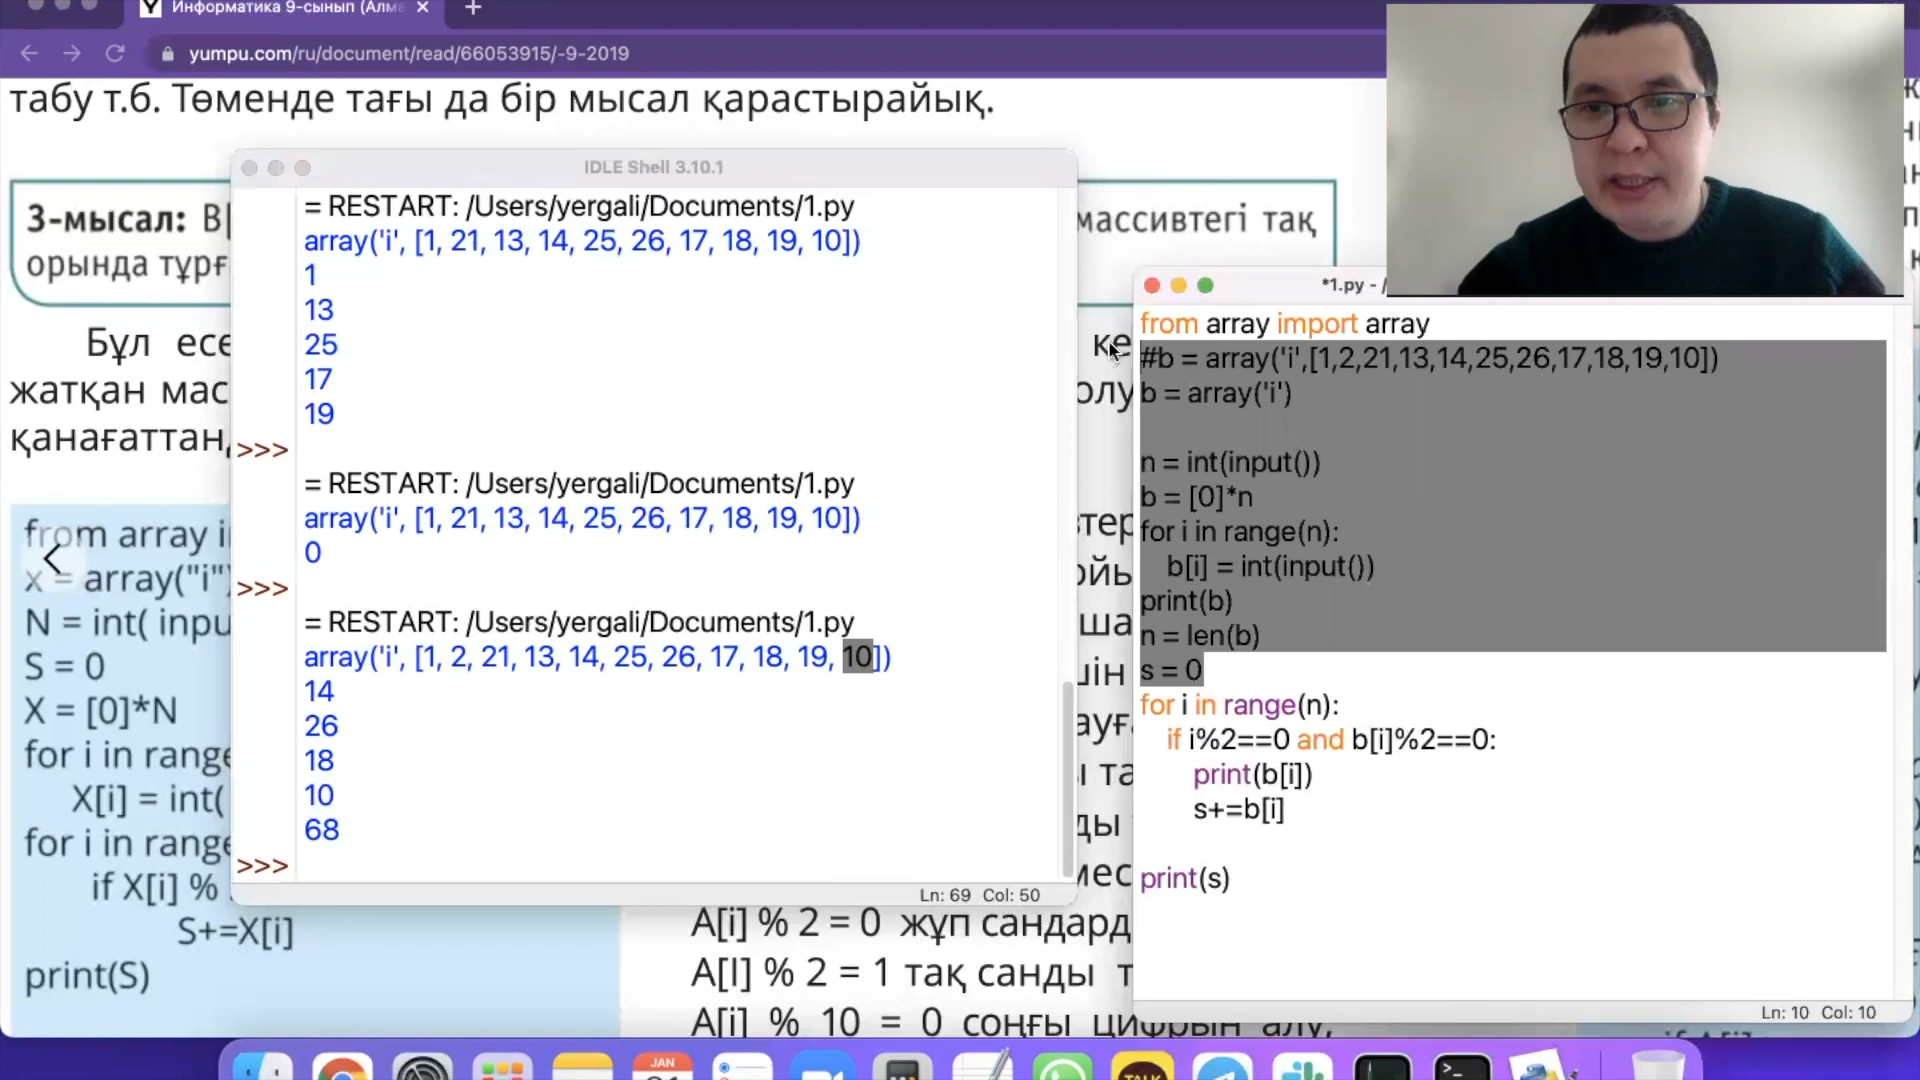 Информатика 9-сынып (Алма
yumpu.com/ru/document/read/66053915/-9-2019
табу т.б. Төменде тағы да бір мысал қарастырайық.
3-мысал: В[
массивтегі тақ
орында тұрғ
Бұл есе
жатқан мас
қанағаттан
from array i
x = array("i")
N = int( inpu
S = 0
X = [0]*N
for i in range
X[i] = int(
for i in range
if X[i] %
S+=X[i]
print(S)
IDLE Shell 3.10.1
= RESTART: /Users/yergali/Documents/1.py
array('i', [1, 21, 13, 14, 25, 26, 17, 18, 19, 10])
1
13
25
17
19
>>>
= RESTART: /Users/yergali/Documents/1.py
array('i', [1, 21, 13, 14, 25, 26, 17, 18, 19, 10])
0
>>>
= RESTART: /Users/yergali/Documents/1.py
array('i', [1, 2, 21, 13, 14, 25, 26, 17, 18, 19, 10])
14
26
18
10
68
>>>
Ln: 69 Col: 50
A[i] % 2 = 0 жұп сандард
A[I] % 2 = 1 тақ санды т
A[i] % 10 = 0 соңғы цифрын алу,
*1.py - /
from array import array
#b = array('i',[1,2,21,13,14,25,26,17,18,19,10])
b = array('i')
n = int(input())
b = [0]*n
for i in range(n):
b[i] = int(input())
print(b)
n = len(b)
s = 0
for i in range(n):
if i%2==0 and b[i]%2==0:
print(b[i])
s+=b[i]
print(s)
Ln: 10 Col: 10
JAN
TALK